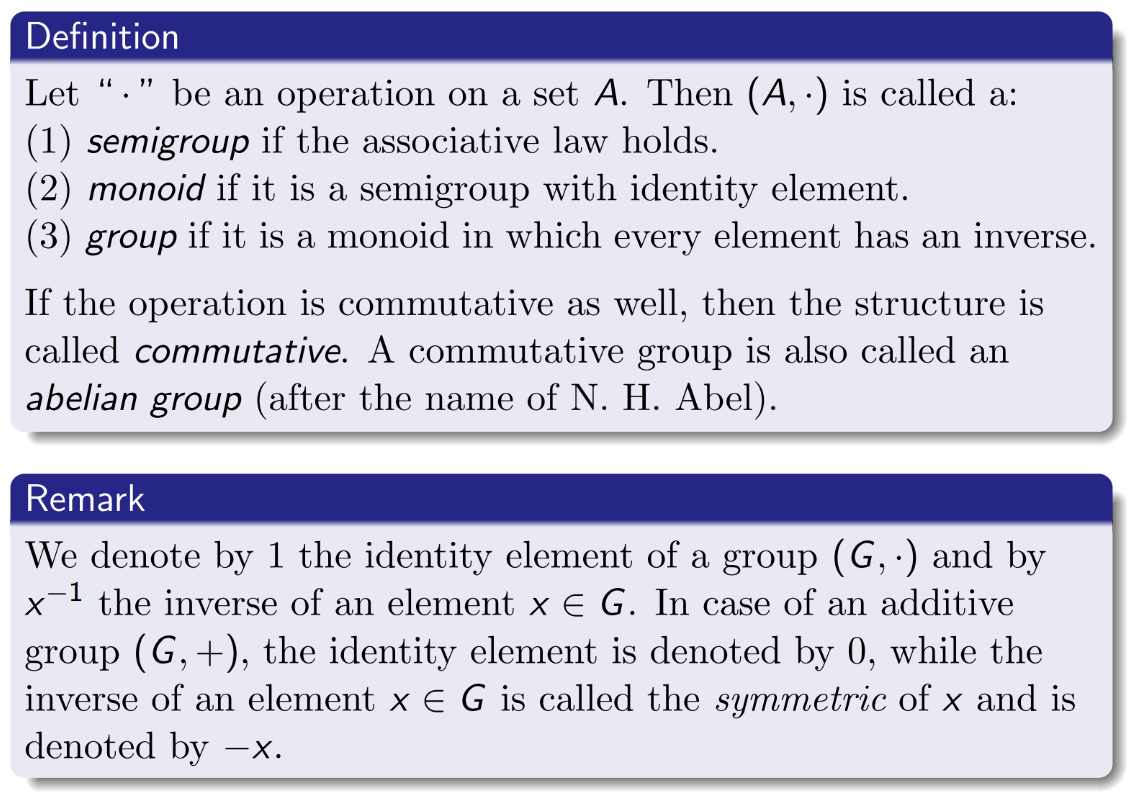 Definition
Let “ · ” be an operation on a set A. Then (A, ·) is called a:
(1) semigroup if the associative law holds.
(2) monoid if it is a semigroup with identity element.
(3) group if it is a monoid in which every element has an inverse.
If the operation is commutative as well, then the structure is
called commutative. A commutative group is also called an
abelian group (after the name of N. H. Abel).
Remark
We denote by 1 the identity element of a group (G, ·) and by
x⁻¹ the inverse of an element x ∈ G. In case of an additive
group (G, +), the identity element is denoted by 0, while the
inverse of an element x ∈ G is called the symmetric of x and is
denoted by −x.